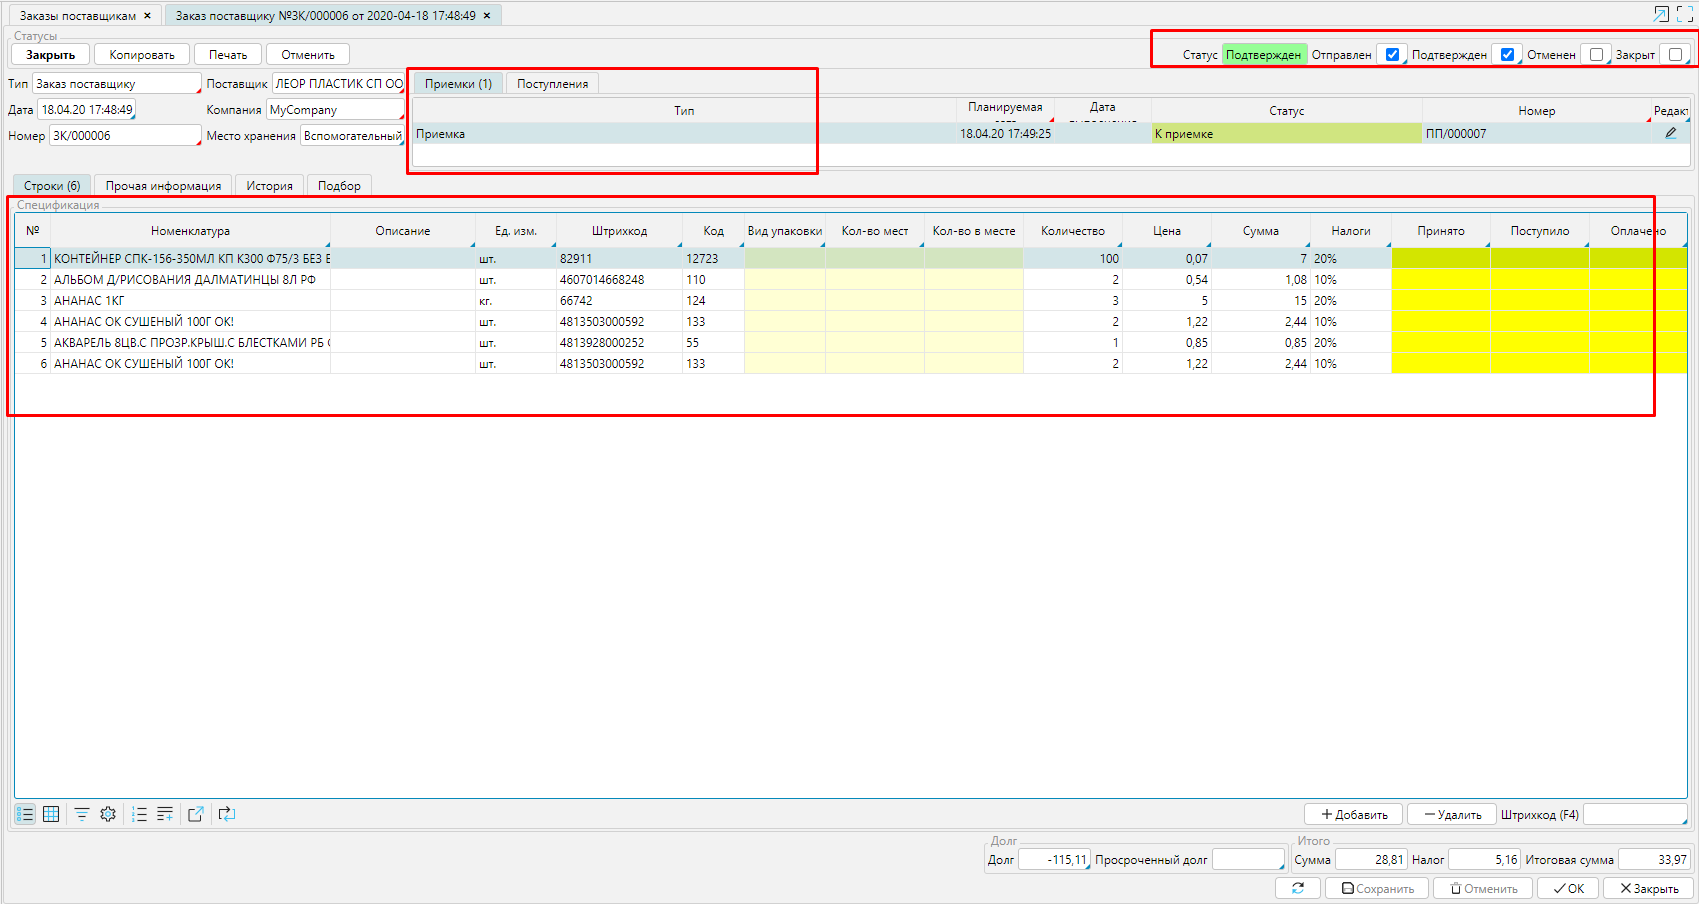 Заказы поставщикам × Заказ поставщику №ЗК/000006 от 2020-04-18 17:48:49 ×
Статусы
Закрыть Копировать Печать Отменить Статус Подтвержден Отправлен Подтвержден Отменен Закрыт
Тип Заказ поставщику Поставщик ЛЕОР ПЛАСТИК СП ОО
Дата 18.04.20 17:48:49 Компания MyCompany
Номер ЗК/000006 Место хранения Вспомогательный
Приемки (1) Поступления
Тип Планируемая Дата Статус Номер Редакт
Приемка 18.04.20 17:49:25 К приемке ПП/000007
Строки (6) Прочая информация История Подбор
Спецификация
№ Номенклатура Описание Ед. изм. Штрихкод Код Вид упаковки Кол-во мест Кол-во в месте Количество Цена Сумма Налоги Принято Поступило Оплачено
1 КОНТЕЙНЕР СПК-156-350МЛ КП К300 Ф75/3 БЕЗ шт. 82911 12723 100 0,07 7 20%
2 АЛЬБОМ Д/РИСОВАНИЯ ДАЛМАТИНЦЫ 8Л РФ шт. 4607014668248 110 2 0,54 1,08 10%
3 АНАНАС 1КГ кг. 66742 124 3 5 15 20%
4 АНАНАС ОК СУШЕНЫЙ 100Г ОК! шт. 4813503000592 133 2 1,22 2,44 10%
5 АКВАРЕЛЬ 8ЦВ.С ПРОЗР.КРЫШ.С БЛЕСТКАМИ РБ шт. 4813928000252 55 1 0,85 0,85 20%
6 АНАНАС ОК СУШЕНЫЙ 100Г ОК! шт. 4813503000592 133 2 1,22 2,44 10%
Добавить Удалить Штрихкод (F4)
Долг Итого
Долг -115,11 Просроченный долг Сумма 28,81 Налог 5,16 Итоговая сумма 33,97
Сохранить Отменить ОК Закрыть